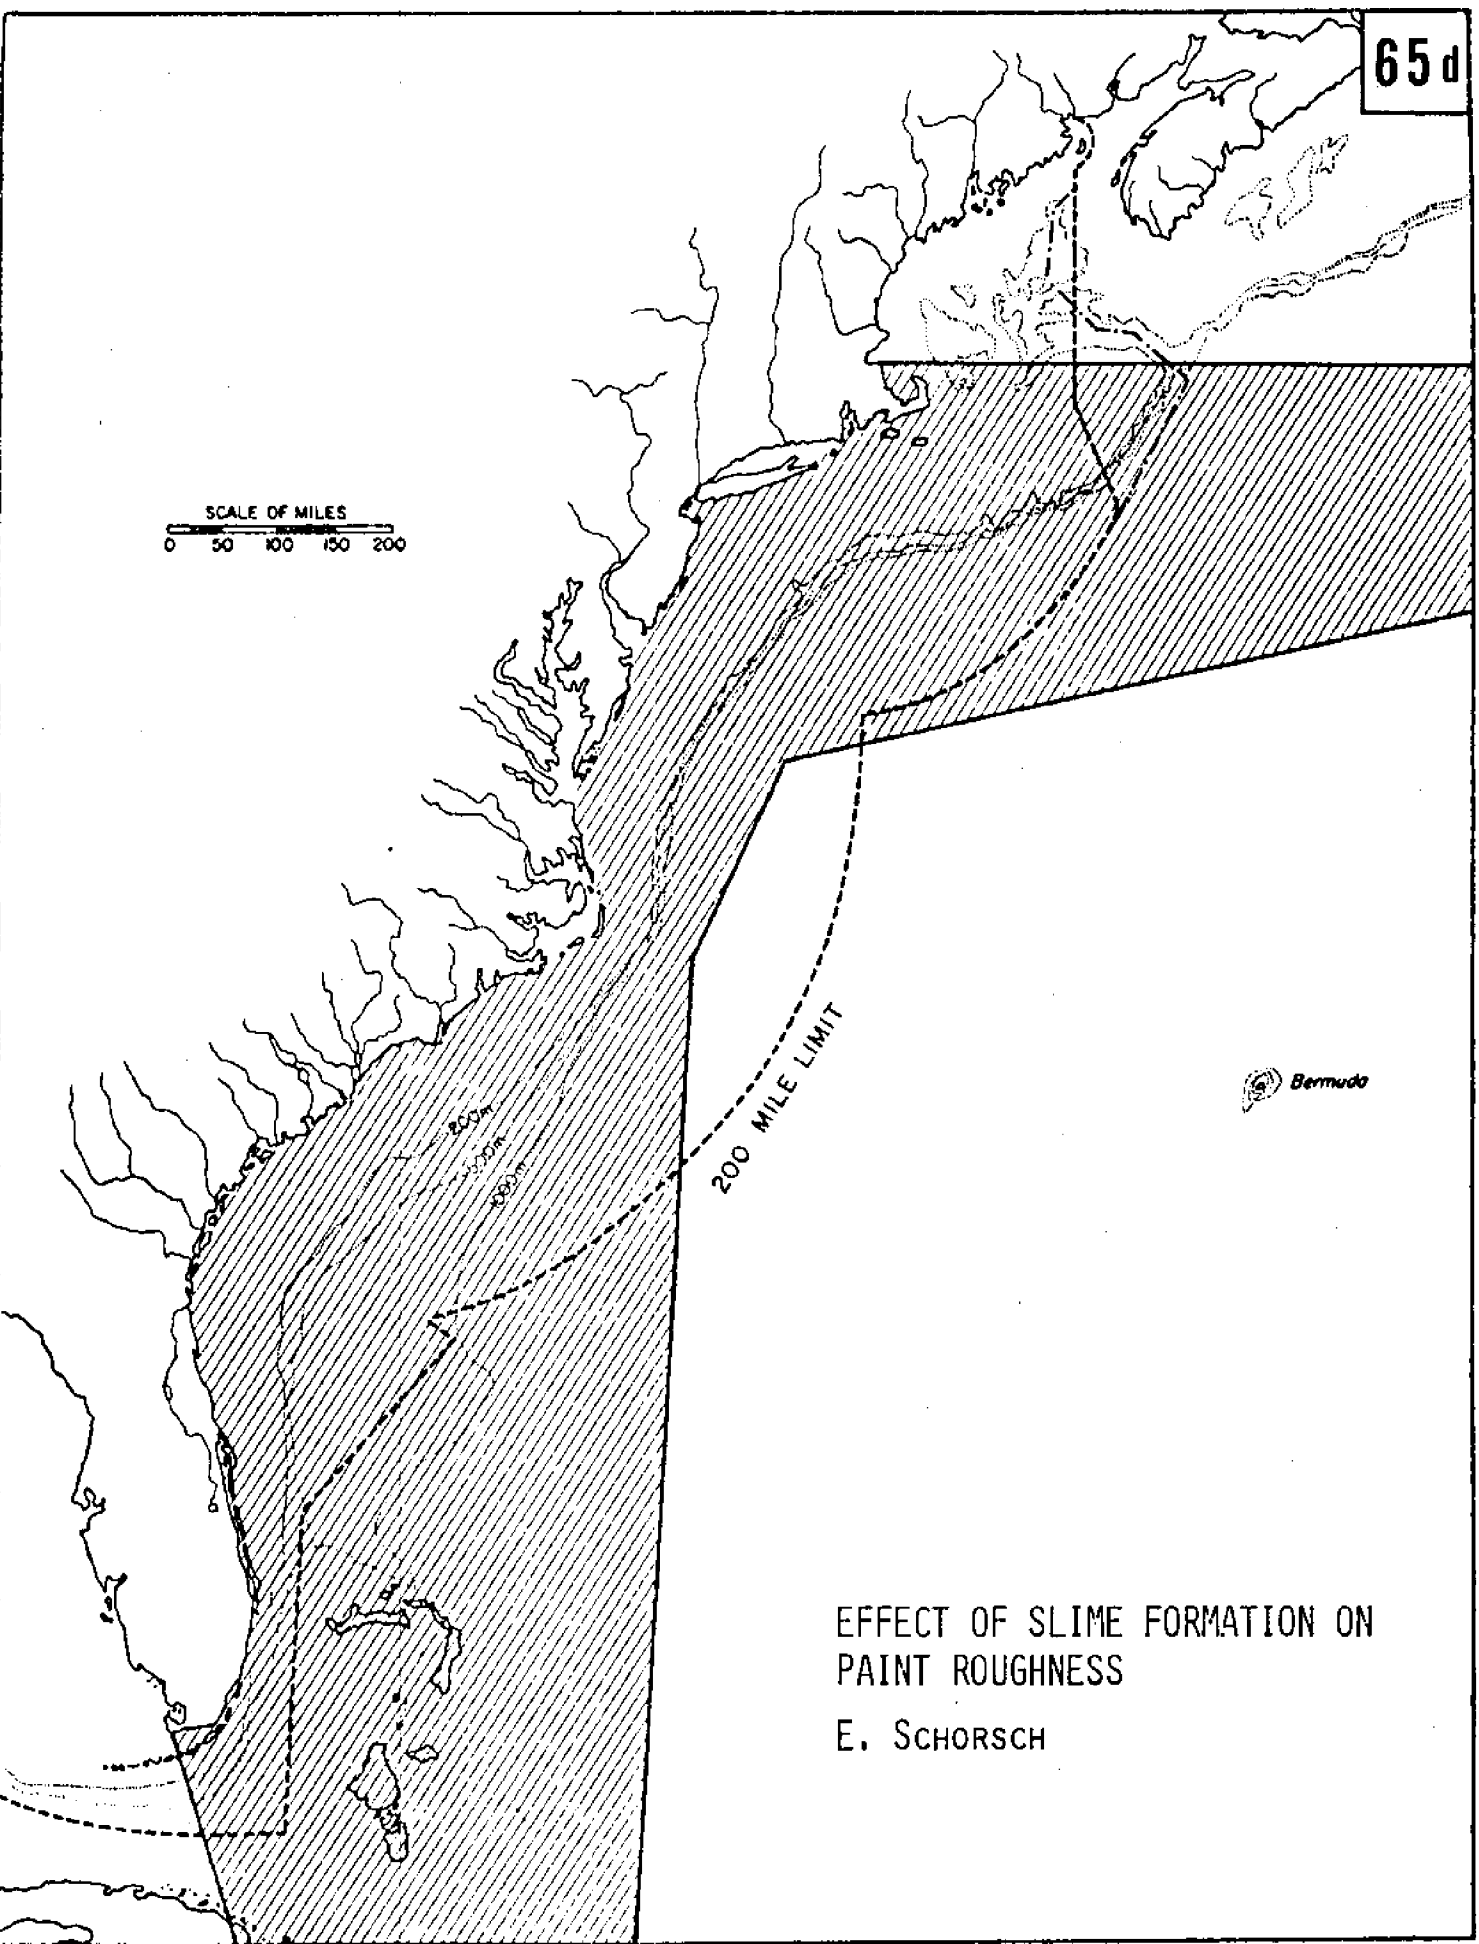 65d
SCALE OF MILES
0 50 100 150 200
200 MILE LIMIT
Bermuda
200m
1000m
EFFECT OF SLIME FORMATION ON
PAINT ROUGHNESS
E. SCHORSCH